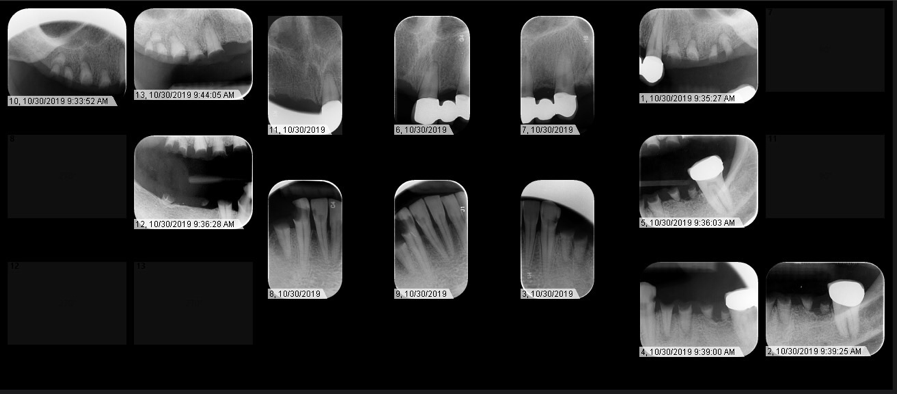 10, 10/30/2019 9:33:52 AM
13, 10/30/2019 9:44:05 AM
11, 10/30/2019
6, 10/30/2019
7, 10/30/2019
1, 10/30/2019 9:35:27 AM
12, 10/30/2019 9:36:28 AM
5, 10/30/2019 9:36:03 AM
8, 10/30/2019
9, 10/30/2019
3, 10/30/2019
4, 10/30/2019 9:39:00 AM
2, 10/30/2019 9:39:25 AM